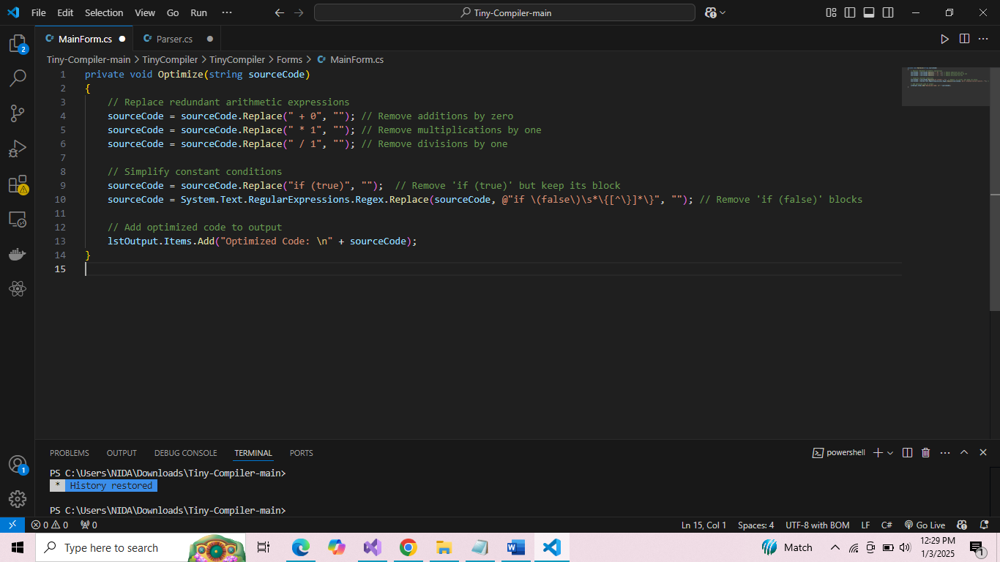 File Edit Selection View Go Run ··· Tiny-Compiler-main
C# MainForm.cs C# Parser.cs
Tiny-Compiler-main > TinyCompiler > TinyCompiler > Forms > C# MainForm.cs
1 private void Optimize(string sourceCode)
2 {
3 // Replace redundant arithmetic expressions
4 sourceCode = sourceCode.Replace(" + 0", ""); // Remove additions by zero
5 sourceCode = sourceCode.Replace(" * 1", ""); // Remove multiplications by one
6 sourceCode = sourceCode.Replace(" / 1", ""); // Remove divisions by one
7
8 // Simplify constant conditions
9 sourceCode = sourceCode.Replace("if (true)", ""); // Remove 'if (true)' but keep its block
10 sourceCode = System.Text.RegularExpressions.Regex.Replace(sourceCode, @"if \(false\)\s*\{[^\}]*\}", ""); // Remove 'if (false)' blocks
11
12 // Add optimized code to output
13 lstOutput.Items.Add("Optimized Code: \n" + sourceCode);
14 }
15
2
1
PROBLEMS OUTPUT DEBUG CONSOLE TERMINAL PORTS powershell
PS C:\Users\NIDA\Downloads\Tiny-Compiler-main>
* History restored
PS C:\Users\NIDA\Downloads\Tiny-Compiler-main>
0 0 0 Ln 15, Col 1 Spaces: 4 UTF-8 with BOM LF C# Go Live
Type here to search Match 12:29 PM
1/3/2025 1